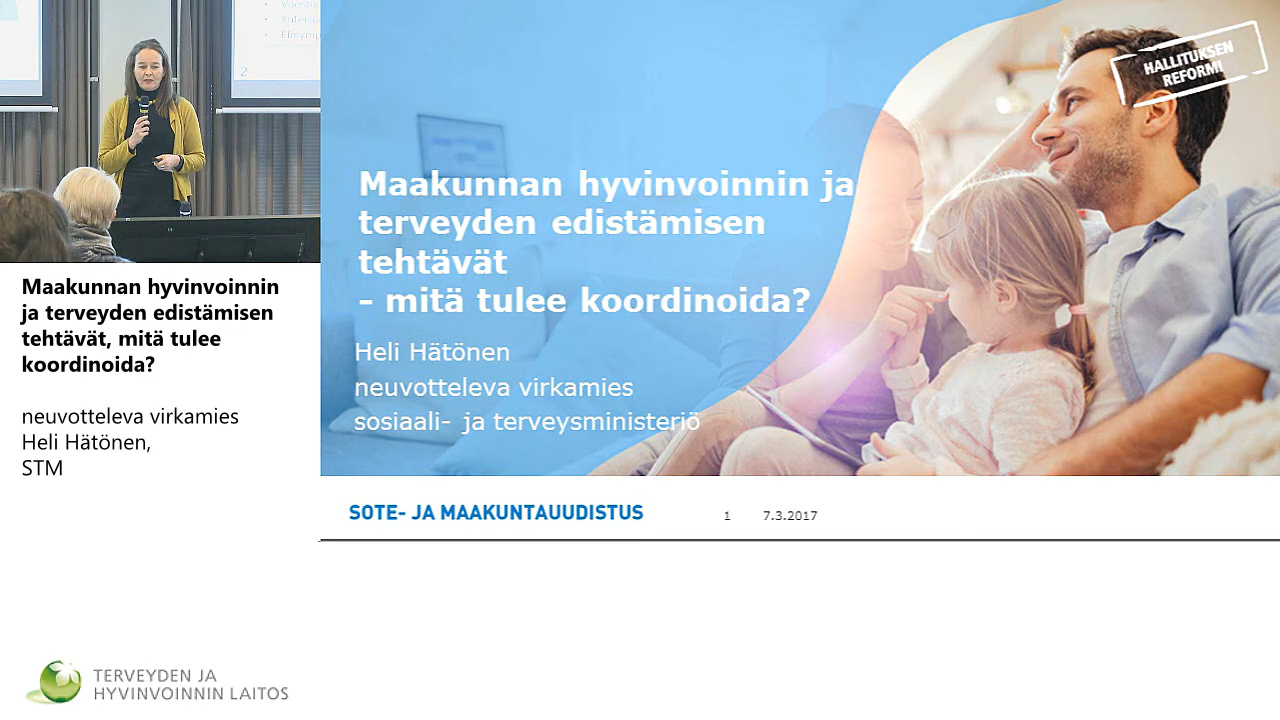 2
Maakunnan hyvinvoinnin
ja terveyden edistämisen
tehtävät, mitä tulee
koordinoida?
neuvotteleva virkamies
Heli Hätönen,
STM
HALLITUKSEN
REFORMI
Maakunnan hyvinvoinnin ja
terveyden edistämisen
tehtävät
- mitä tulee koordinoida?
Heli Hätönen
neuvotteleva virkamies
sosiaali- ja terveysministeriö
SOTE- JA MAAKUNTAUUDISTUS 1 7.3.2017
TERVEYDEN JA
HYVINVOINNIN LAITOS